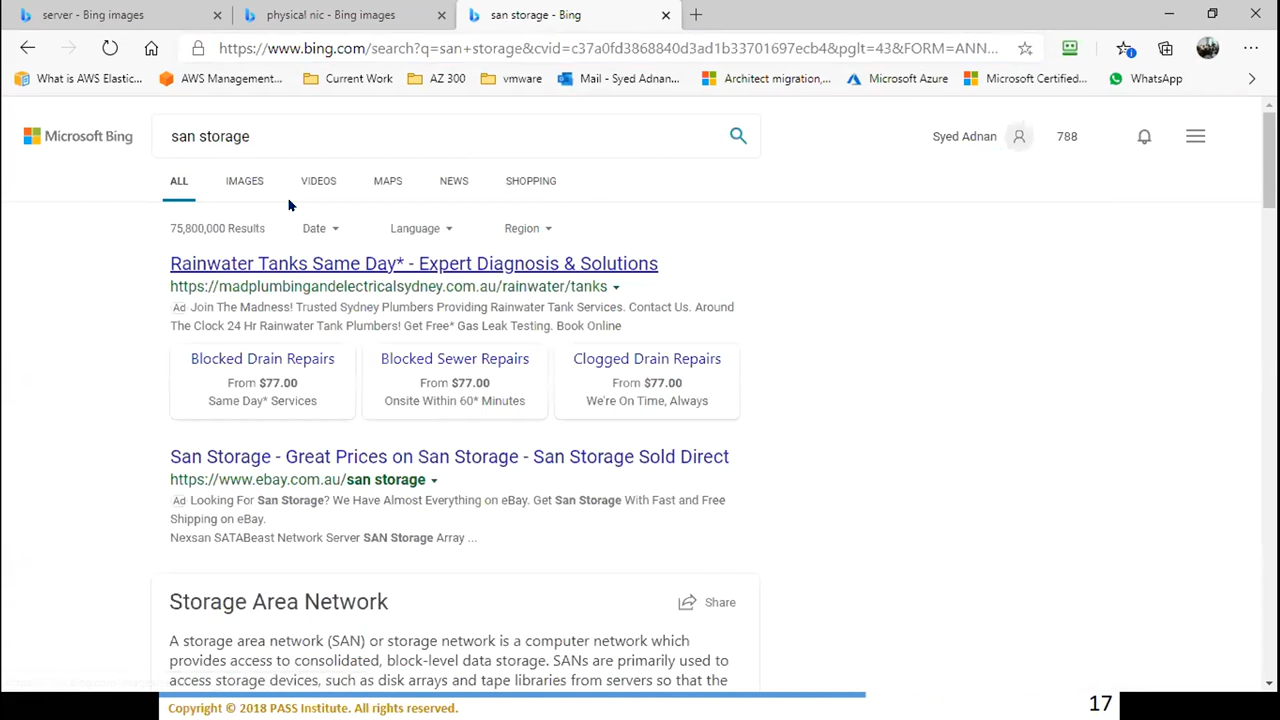 server - Bing images
physical nic - Bing images
san storage - Bing
https://www.bing.com/search?q=san+storage&cvid=c37a0fd3868840d3ad1b33701697ecb4&pglt=43&FORM=ANN...
What is AWS Elastic...
AWS Management...
Current Work
AZ 300
vmware
Mail - Syed Adnan...
Architect migration,...
Microsoft Azure
Microsoft Certified...
WhatsApp
Microsoft Bing
san storage
Syed Adnan
788
ALL
IMAGES
VIDEOS
MAPS
NEWS
SHOPPING
75,800,000 Results
Date
Language
Region
Rainwater Tanks Same Day* - Expert Diagnosis & Solutions
https://madplumbingandelectricalsydney.com.au/rainwater/tanks
Ad Join The Madness! Trusted Sydney Plumbers Providing Rainwater Tank Services. Contact Us. Around
The Clock 24 Hr Rainwater Tank Plumbers! Get Free* Gas Leak Testing. Book Online
Blocked Drain Repairs
From $77.00
Same Day* Services
Blocked Sewer Repairs
From $77.00
Onsite Within 60* Minutes
Clogged Drain Repairs
From $77.00
We're On Time, Always
San Storage - Great Prices on San Storage - San Storage Sold Direct
https://www.ebay.com.au/san storage
Ad Looking For San Storage? We Have Almost Everything on eBay. Get San Storage With Fast and Free
Shipping on eBay.
Nexsan SATABeast Network Server SAN Storage Array ...
Storage Area Network
Share
A storage area network (SAN) or storage network is a computer network which
provides access to consolidated, block-level data storage. SANs are primarily used to
access storage devices, such as disk arrays and tape libraries from servers so that the
Copyright © 2018 PASS Institute. All rights reserved.
17